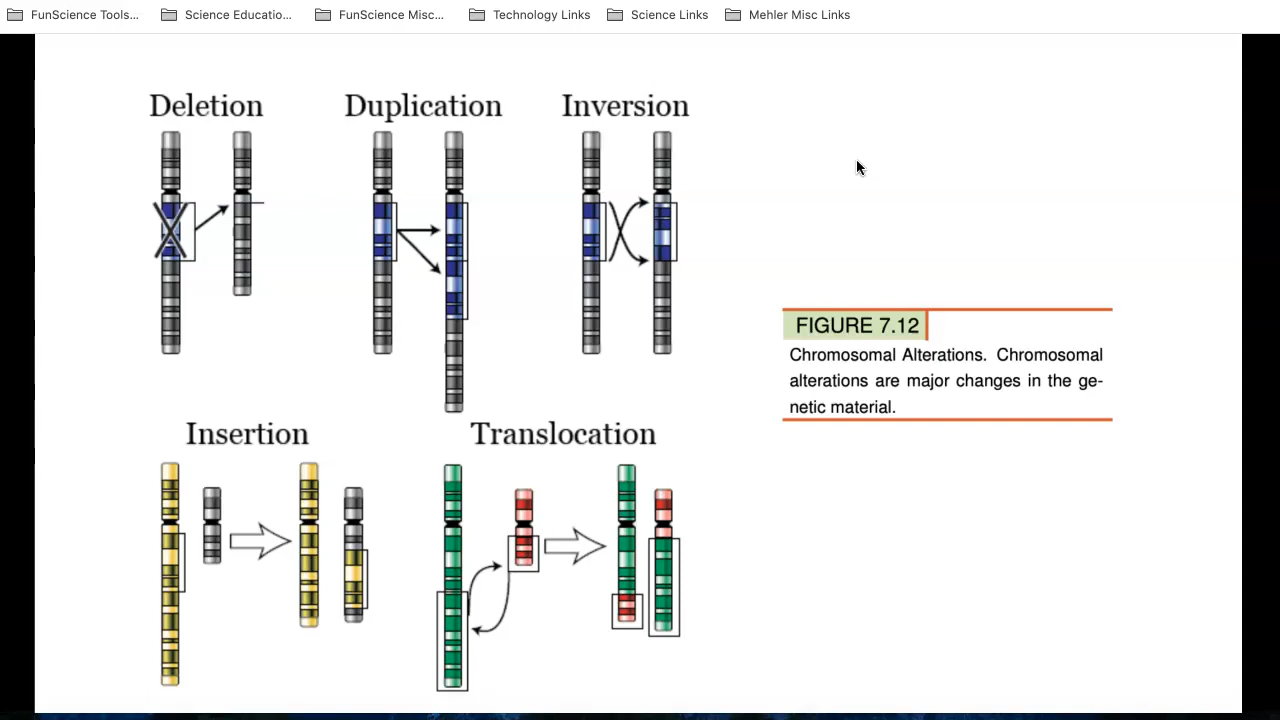 FunScience Tools... Science Educatio... FunScience Misc... Technology Links Science Links Mehler Misc Links
Deletion Duplication Inversion
FIGURE 7.12
Chromosomal Alterations. Chromosomal
alterations are major changes in the ge-
netic material.
Insertion Translocation